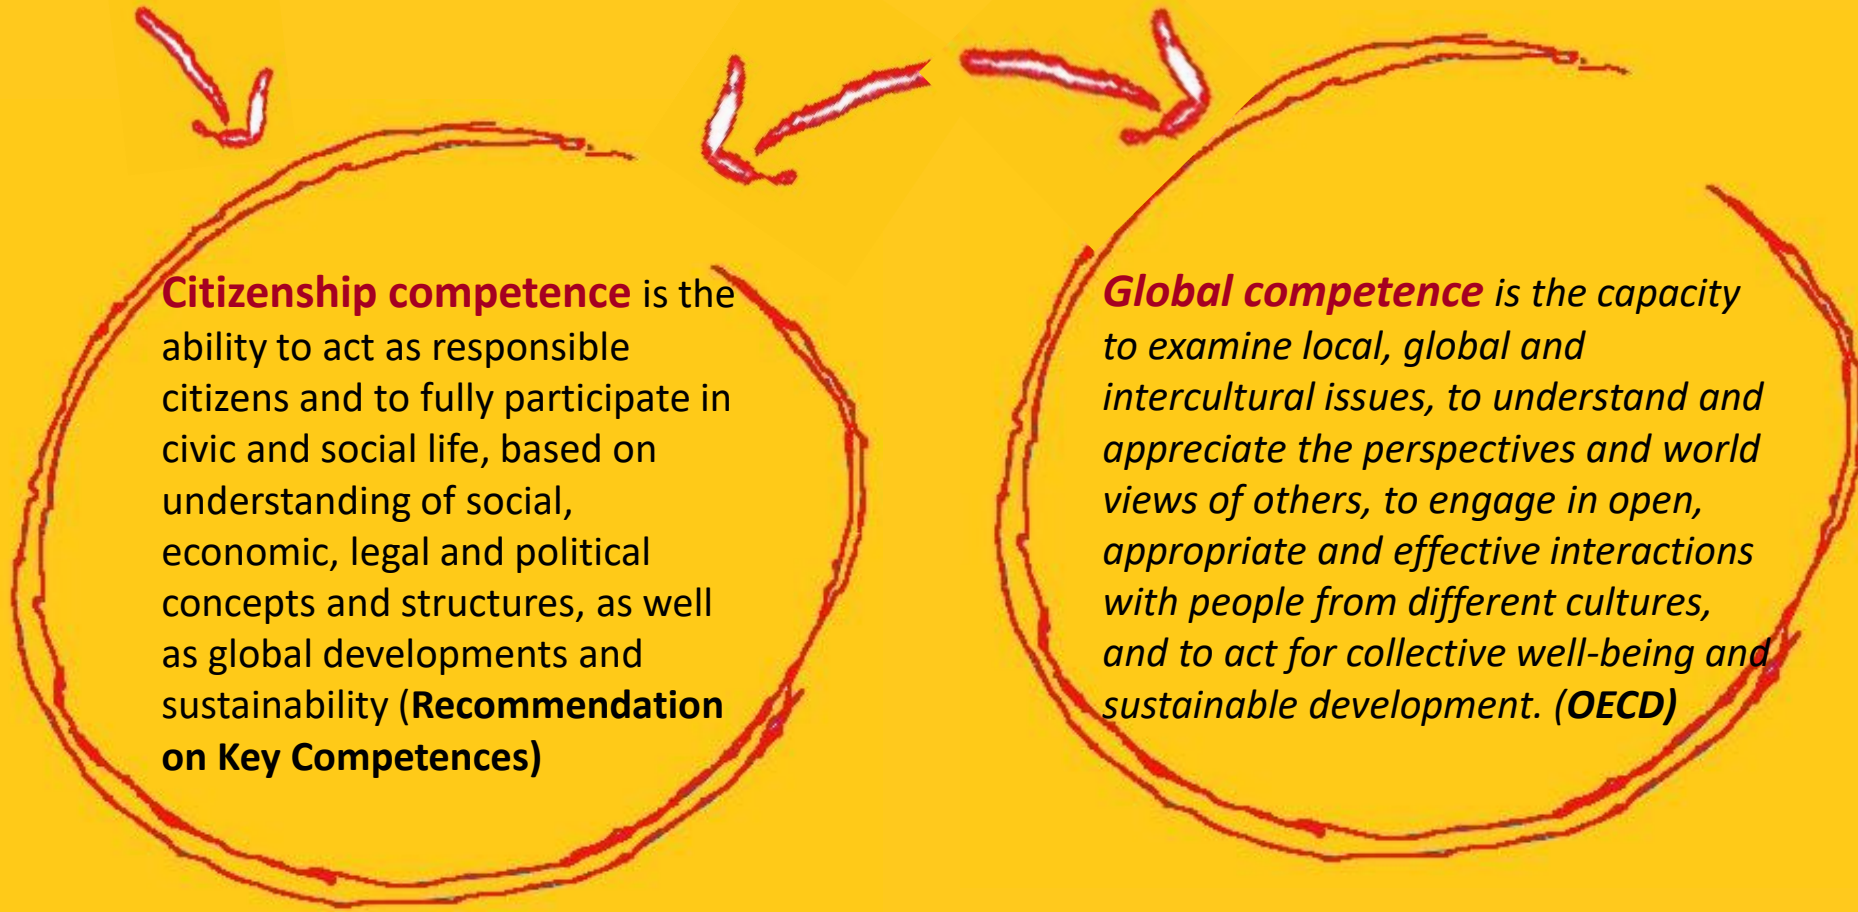 Citizenship competence is the
ability to act as responsible
citizens and to fully participate in
civic and social life, based on
understanding of social,
economic, legal and political
concepts and structures, as well
as global developments and
sustainability (Recommendation
on Key Competences)
Global competence is the capacity
to examine local, global and
intercultural issues, to understand and
appreciate the perspectives and world
views of others, to engage in open,
appropriate and effective interactions
with people from different cultures,
and to act for collective well-being and
sustainable development. (OECD)